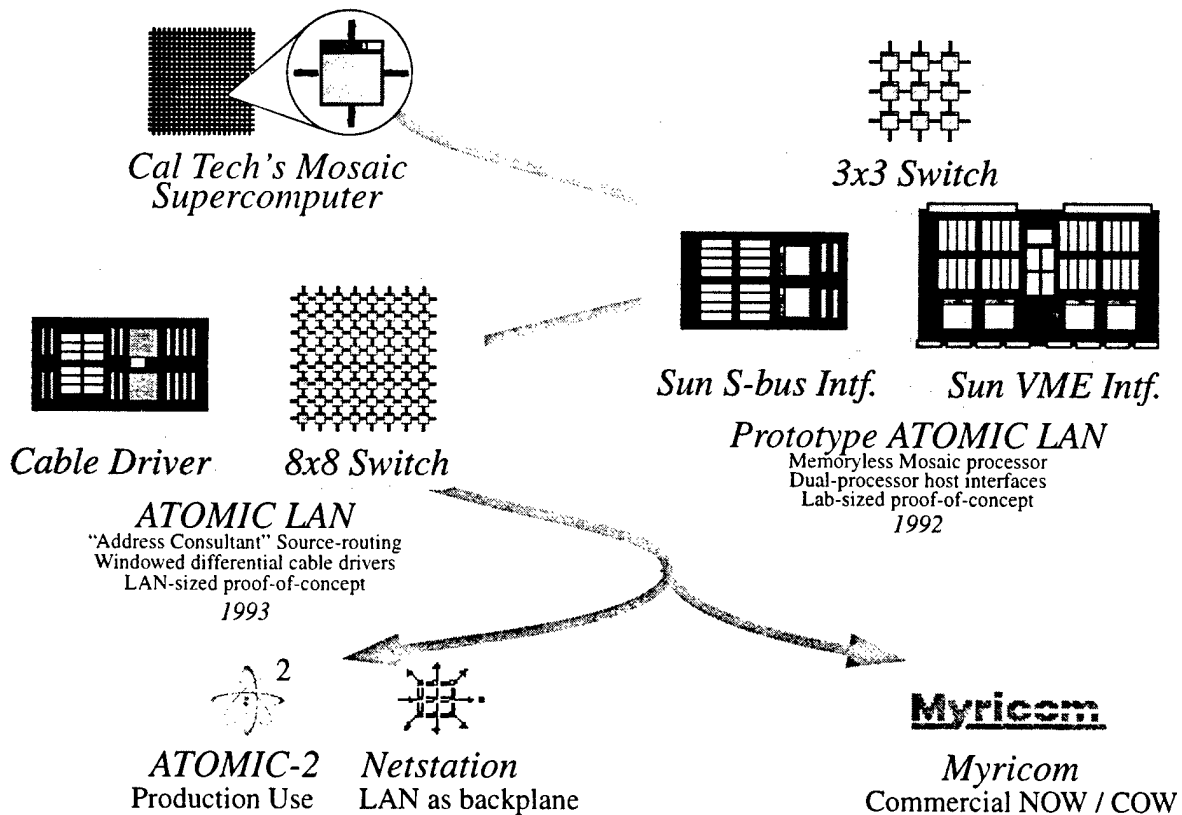 Cal Tech's Mosaic
Supercomputer
3x3 Switch
Sun S-bus Intf.
Sun VME Intf.
Prototype ATOMIC LAN
Memoryless Mosaic processor
Dual-processor host interfaces
Lab-sized proof-of-concept
1992
Cable Driver
8x8 Switch
ATOMIC LAN
“Address Consultant” Source-routing
Windowed differential cable drivers
LAN-sized proof-of-concept
1993
2
ATOMIC-2
Production Use
Netstation
LAN as backplane
Myricom
Myricom
Commercial NOW / COW